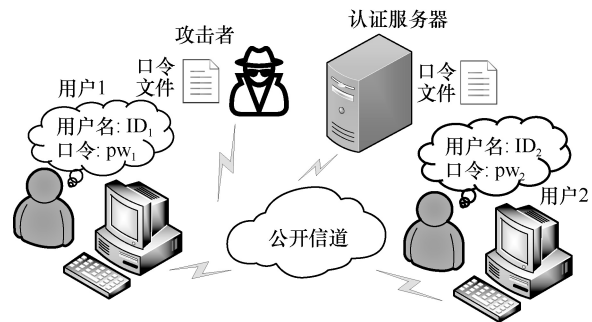 攻击者
认证服务器
口令
文件
口令
文件
用户1
用户名: ID₁
口令: pw₁
用户名: ID₂
口令: pw₂
用户2
公开信道